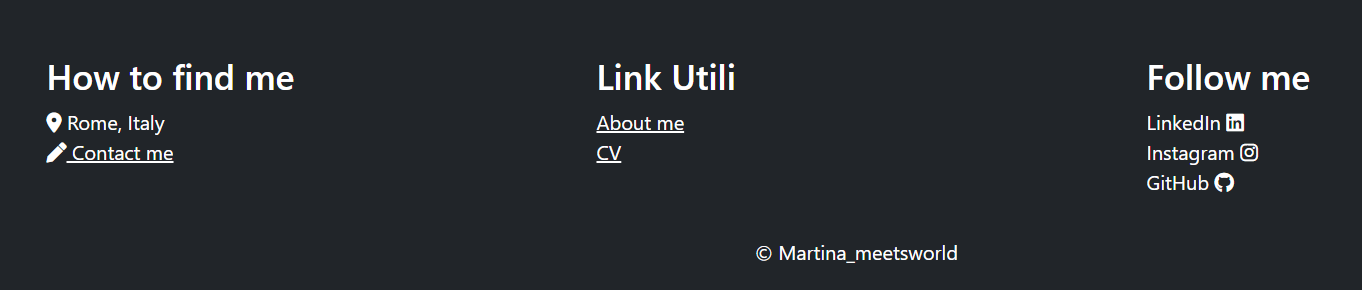 How to find me
Rome, Italy
Contact me
Link Utili
About me
CV
Follow me
LinkedIn
Instagram
GitHub
© Martina_meetsworld